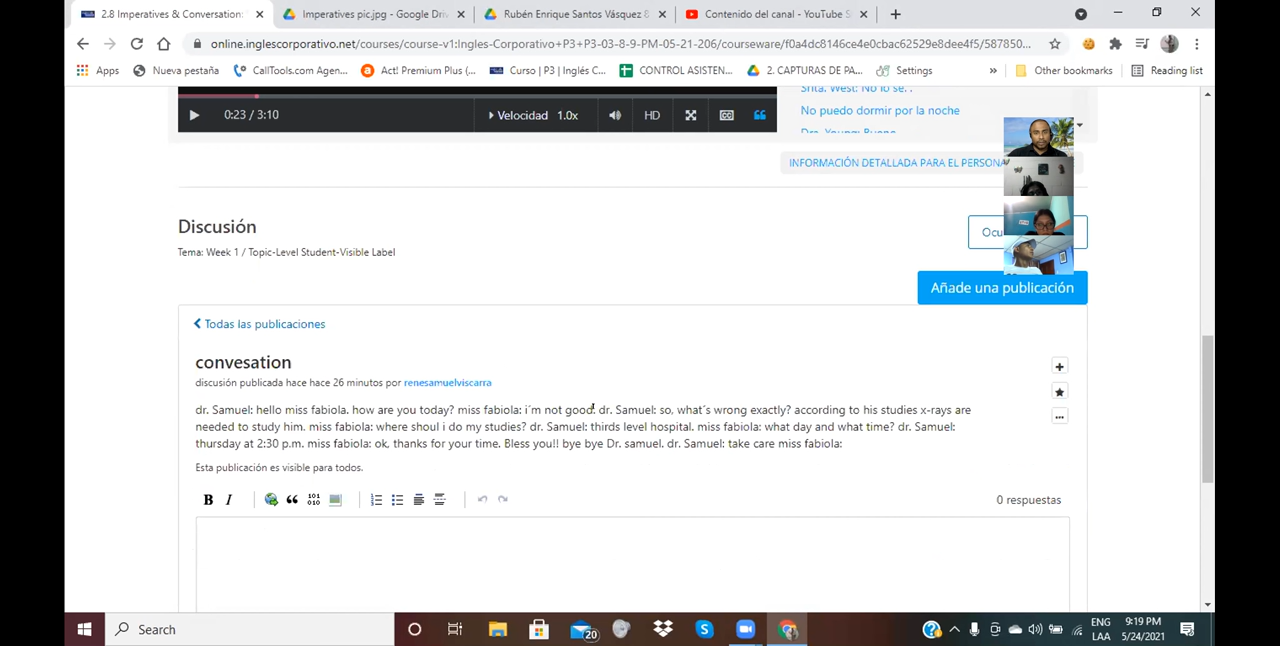 2.8 Imperatives & Conversation:
Imperatives pic.jpg - Google Driv
Rubén Enrique Santos Vásquez 8
Contenido del canal - YouTube S
online.inglescorporativo.net/courses/course-v1:Ingles-Corporativo+P3+P3-03-8-9-PM-05-21-206/courseware/f0a4dc8146ce4e0cbac62529e8dee4f5/587850...
Apps
Nueva pestaña
CallTools.com Agen...
Act! Premium Plus (...
Curso | P3 | Inglés C...
CONTROL ASISTEN...
2. CAPTURAS DE PA...
Settings
»
Other bookmarks
Reading list
Srita. West: No lo sé. .
0:23 / 3:10
Velocidad 1.0x
HD
No puedo dormir por la noche
Dra. Young: Bueno
INFORMACIÓN DETALLADA PARA EL PERSONA
Discusión
Ocu
Tema: Week 1 / Topic-Level Student-Visible Label
Añade una publicación
Todas las publicaciones
convesation
discusión publicada hace hace 26 minutos por renesamuelviscarra
dr. Samuel: hello miss fabiola. how are you today? miss fabiola: i´m not good. dr. Samuel: so, what´s wrong exactly? according to his studies x-rays are
needed to study him. miss fabiola: where shoul i do my studies? dr. Samuel: thirds level hospital. miss fabiola: what day and what time? dr. Samuel:
thursday at 2:30 p.m. miss fabiola: ok, thanks for your time. Bless you!! bye bye Dr. samuel. dr. Samuel: take care miss fabiola:
Esta publicación es visible para todos.
B I
101
010
0 respuestas
Search
20
ENG
LAA
9:19 PM
5/24/2021